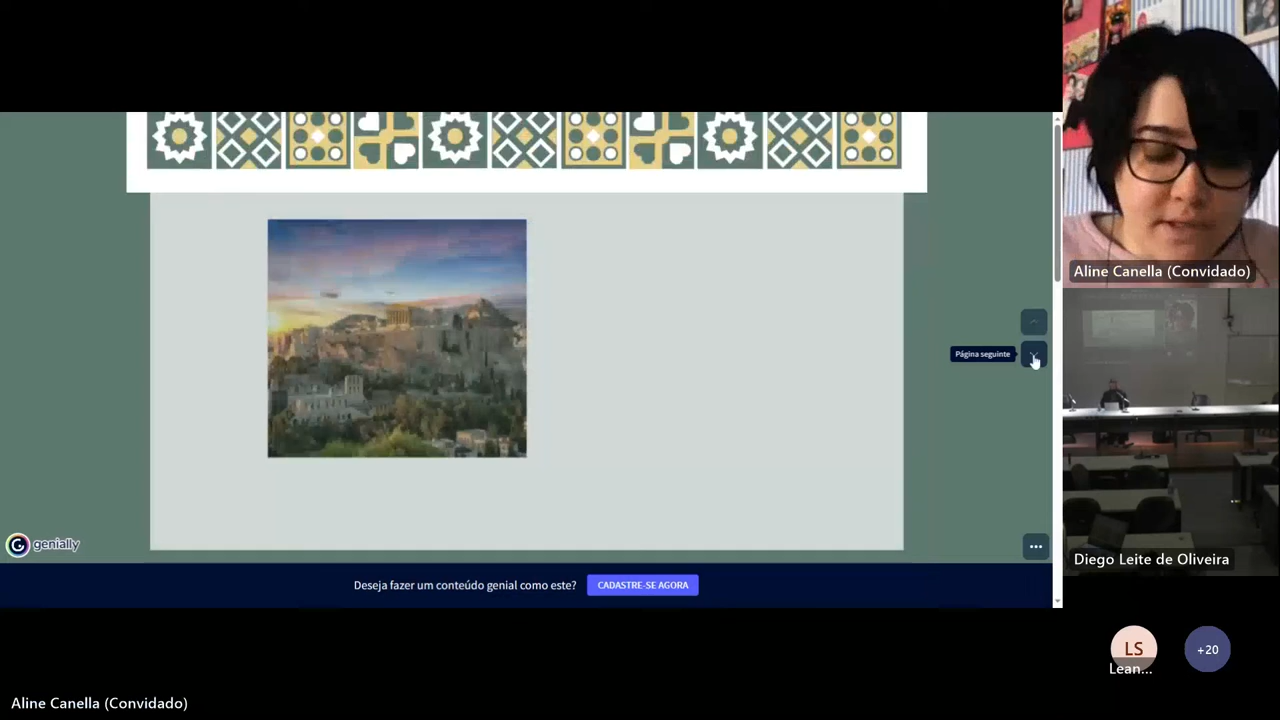 Aline Canella (Convidado)
Página seguinte
genially
Deseja fazer um conteúdo genial como este?
CADASTRE-SE AGORA
Diego Leite de Oliveira
LS
Lean...
+20
Aline Canella (Convidado)